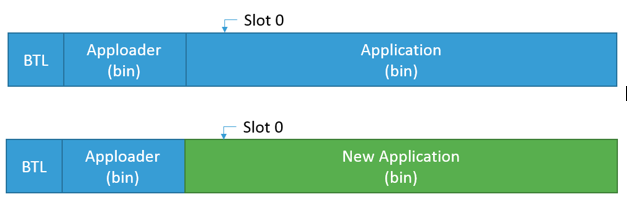 Slot 0
BTL
Apploader
(bin)
Application
(bin)
Slot 0
BTL
Apploader
(bin)
New Application
(bin)